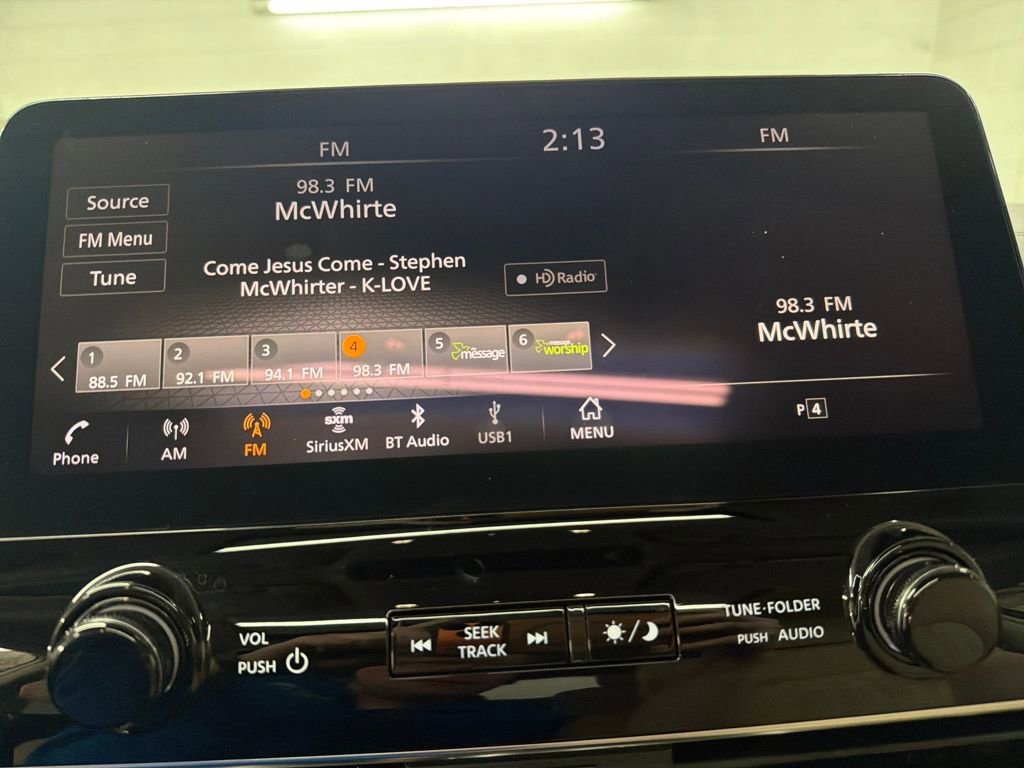 FM
2:13
FM
98.3 FM
McWhirte
Source
FM Menu
Tune
Come Jesus Come - Stephen
McWhirter - K-LOVE
HD Radio
98.3 FM
McWhirte
1
88.5 FM
2
92.1 FM
3
94.1 FM
4
98.3 FM
5
message
6
message
worship
P 4
Phone
AM
FM
sxm
SiriusXM
BT Audio
USB1
MENU
VOL
PUSH
SEEK
TRACK
TUNE·FOLDER
PUSH AUDIO